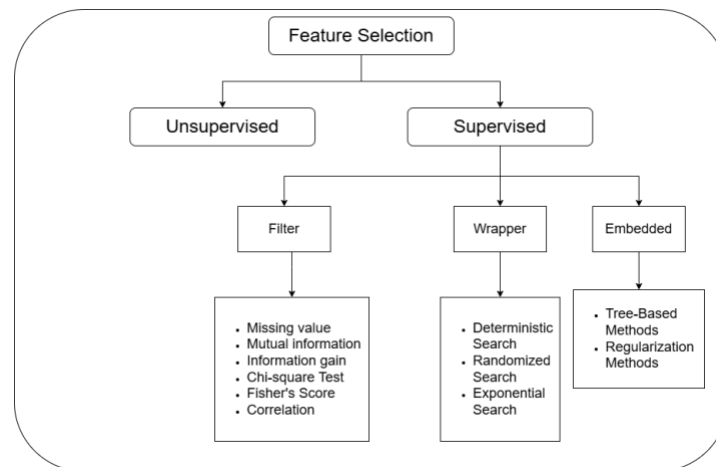 Feature Selection
Unsupervised
Supervised
Filter
Wrapper
Embedded
• Missing value
• Mutual information
• Information gain
• Chi-square Test
• Fisher's Score
• Correlation
• Deterministic
Search
• Randomized
Search
• Exponential
Search
• Tree-Based
Methods
• Regularization
Methods